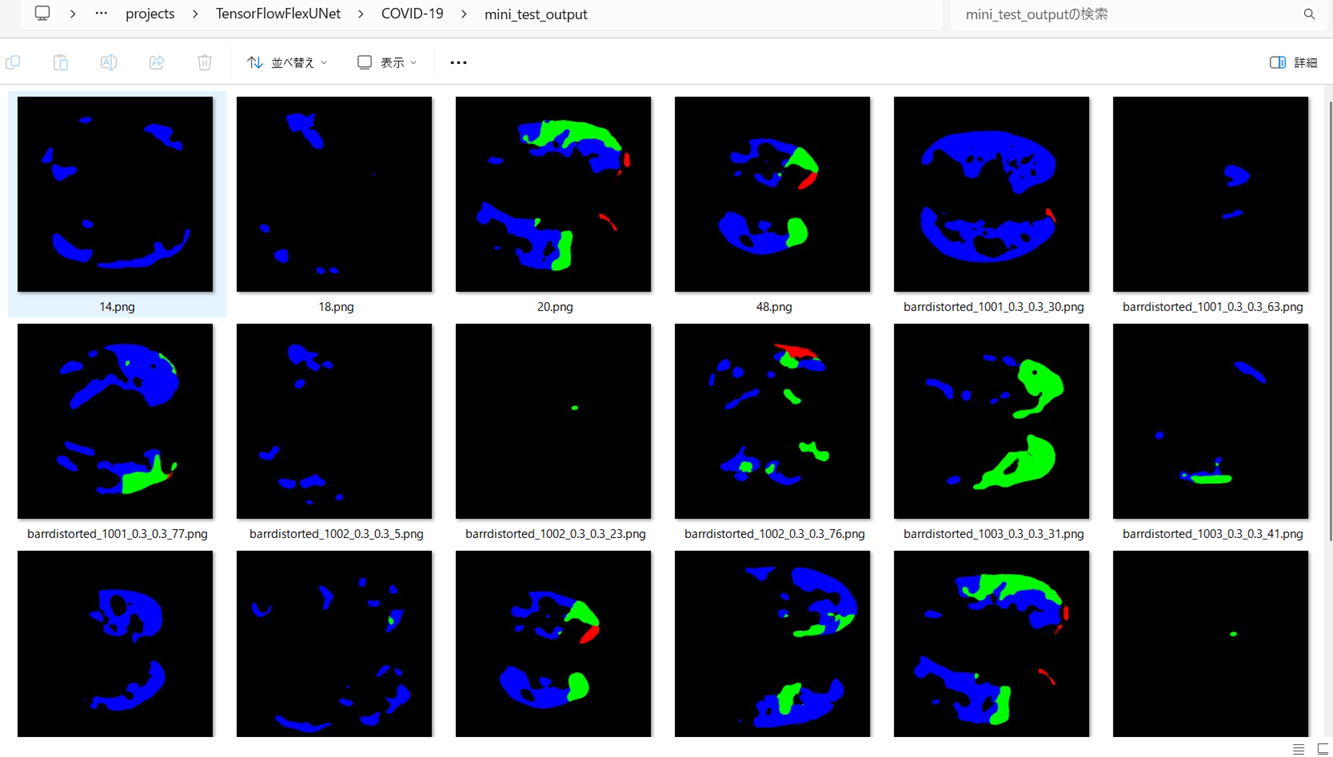 ··· projects TensorFlowFlexUNet COVID-19 mini_test_output mini_test_outputの検索
並べ替え 表示 ··· 詳細
14.png 18.png 20.png 48.png barrdistorted_1001_0.3_0.3_30.png barrdistorted_1001_0.3_0.3_63.png
barrdistorted_1001_0.3_0.3_77.png barrdistorted_1002_0.3_0.3_5.png barrdistorted_1002_0.3_0.3_23.png barrdistorted_1002_0.3_0.3_76.png barrdistorted_1003_0.3_0.3_31.png barrdistorted_1003_0.3_0.3_41.png